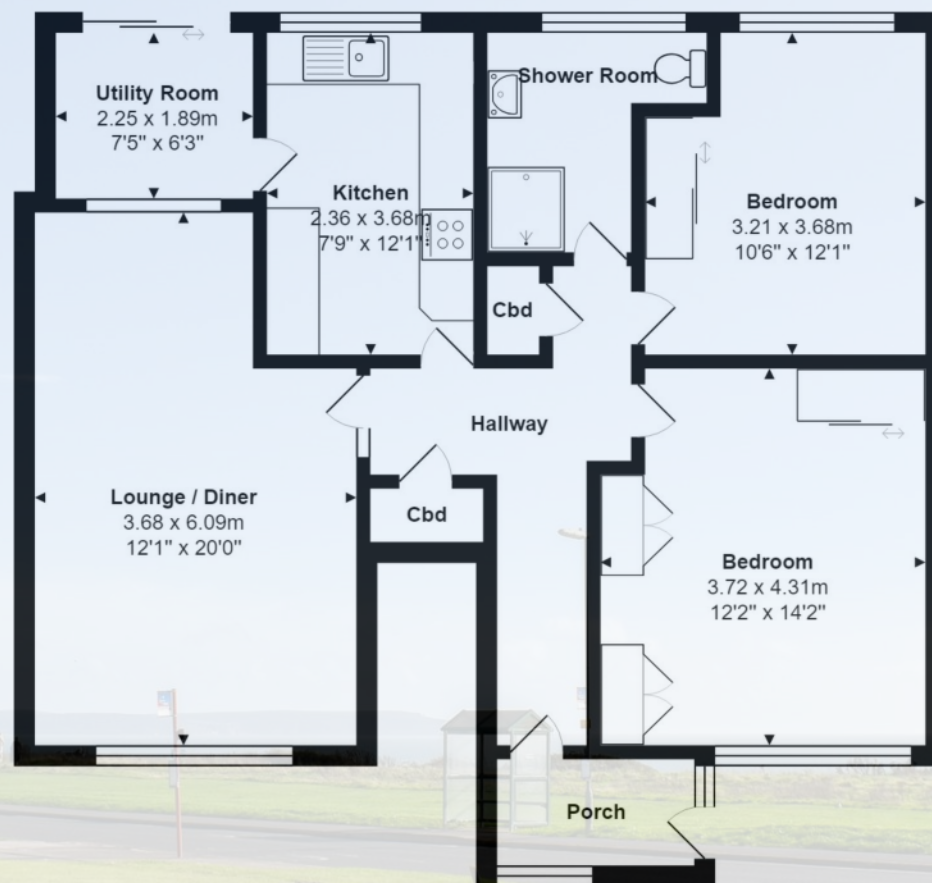 Utility Room
2.25 x 1.89m
7'5" x 6'3"
Shower Room
Kitchen
2.36 x 3.68m
7'9" x 12'1"
Bedroom
3.21 x 3.68m
10'6" x 12'1"
Cbd
Hallway
Lounge / Diner
3.68 x 6.09m
12'1" x 20'0"
Cbd
Bedroom
3.72 x 4.31m
12'2" x 14'2"
Porch